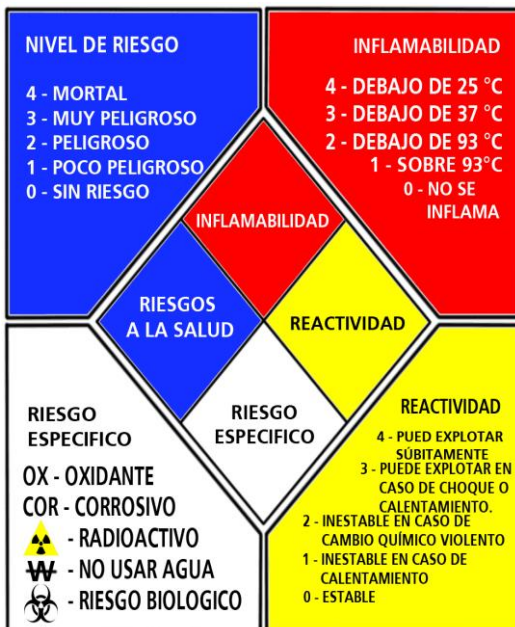 NIVEL DE RIESGO
4 - MORTAL
3 - MUY PELIGROSO
2 - PELIGROSO
1 - POCO PELIGROSO
0 - SIN RIESGO
INFLAMABILIDAD
4 - DEBAJO DE 25 °C
3 - DEBAJO DE 37 °C
2 - DEBAJO DE 93 °C
1 - SOBRE 93°C
0 - NO SE
INFLAMA
INFLAMABILIDAD
RIESGOS
A LA SALUD
REACTIVIDAD
RIESGO
ESPECIFICO
RIESGO
ESPECIFICO
OX - OXIDANTE
COR - CORROSIVO
- RADIOACTIVO
W - NO USAR AGUA
- RIESGO BIOLOGICO
REACTIVIDAD
4 - PUED EXPLOTAR
SÚBITAMENTE
3 - PUEDE EXPLOTAR EN
CASO DE CHOQUE O
CALENTAMIENTO.
2 - INESTABLE EN CASO DE
CAMBIO QUÍMICO VIOLENTO
1 - INESTABLE EN CASO DE
CALENTAMIENTO
0 - ESTABLE